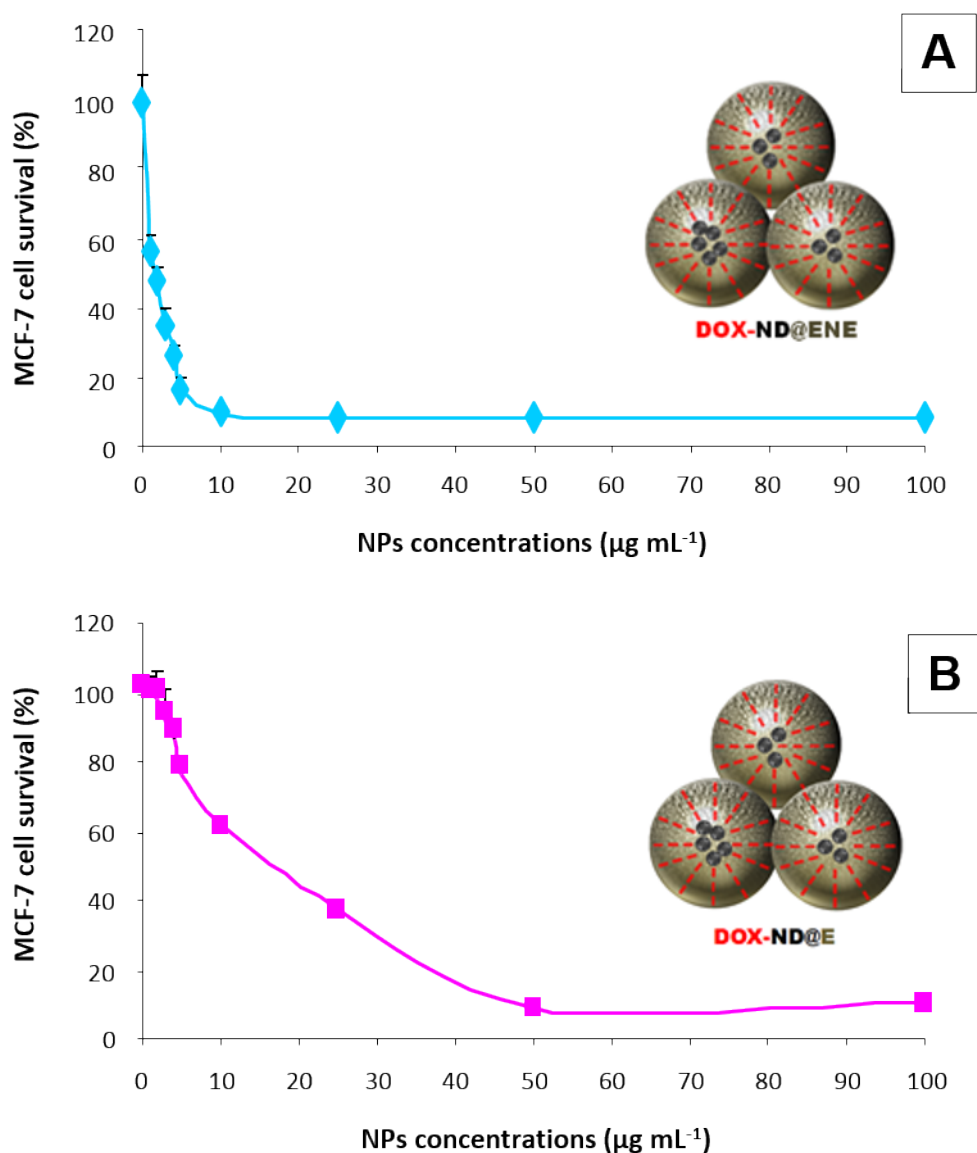 A
MCF-7 cell survival (%)
120
100
80
60
40
20
0
DOX-ND@ENE
0 10 20 30 40 50 60 70 80 90 100
NPs concentrations (µg mL⁻¹)
B
MCF-7 cell survival (%)
120
100
80
60
40
20
0
DOX-ND@E
0 10 20 30 40 50 60 70 80 90 100
NPs concentrations (µg mL⁻¹)